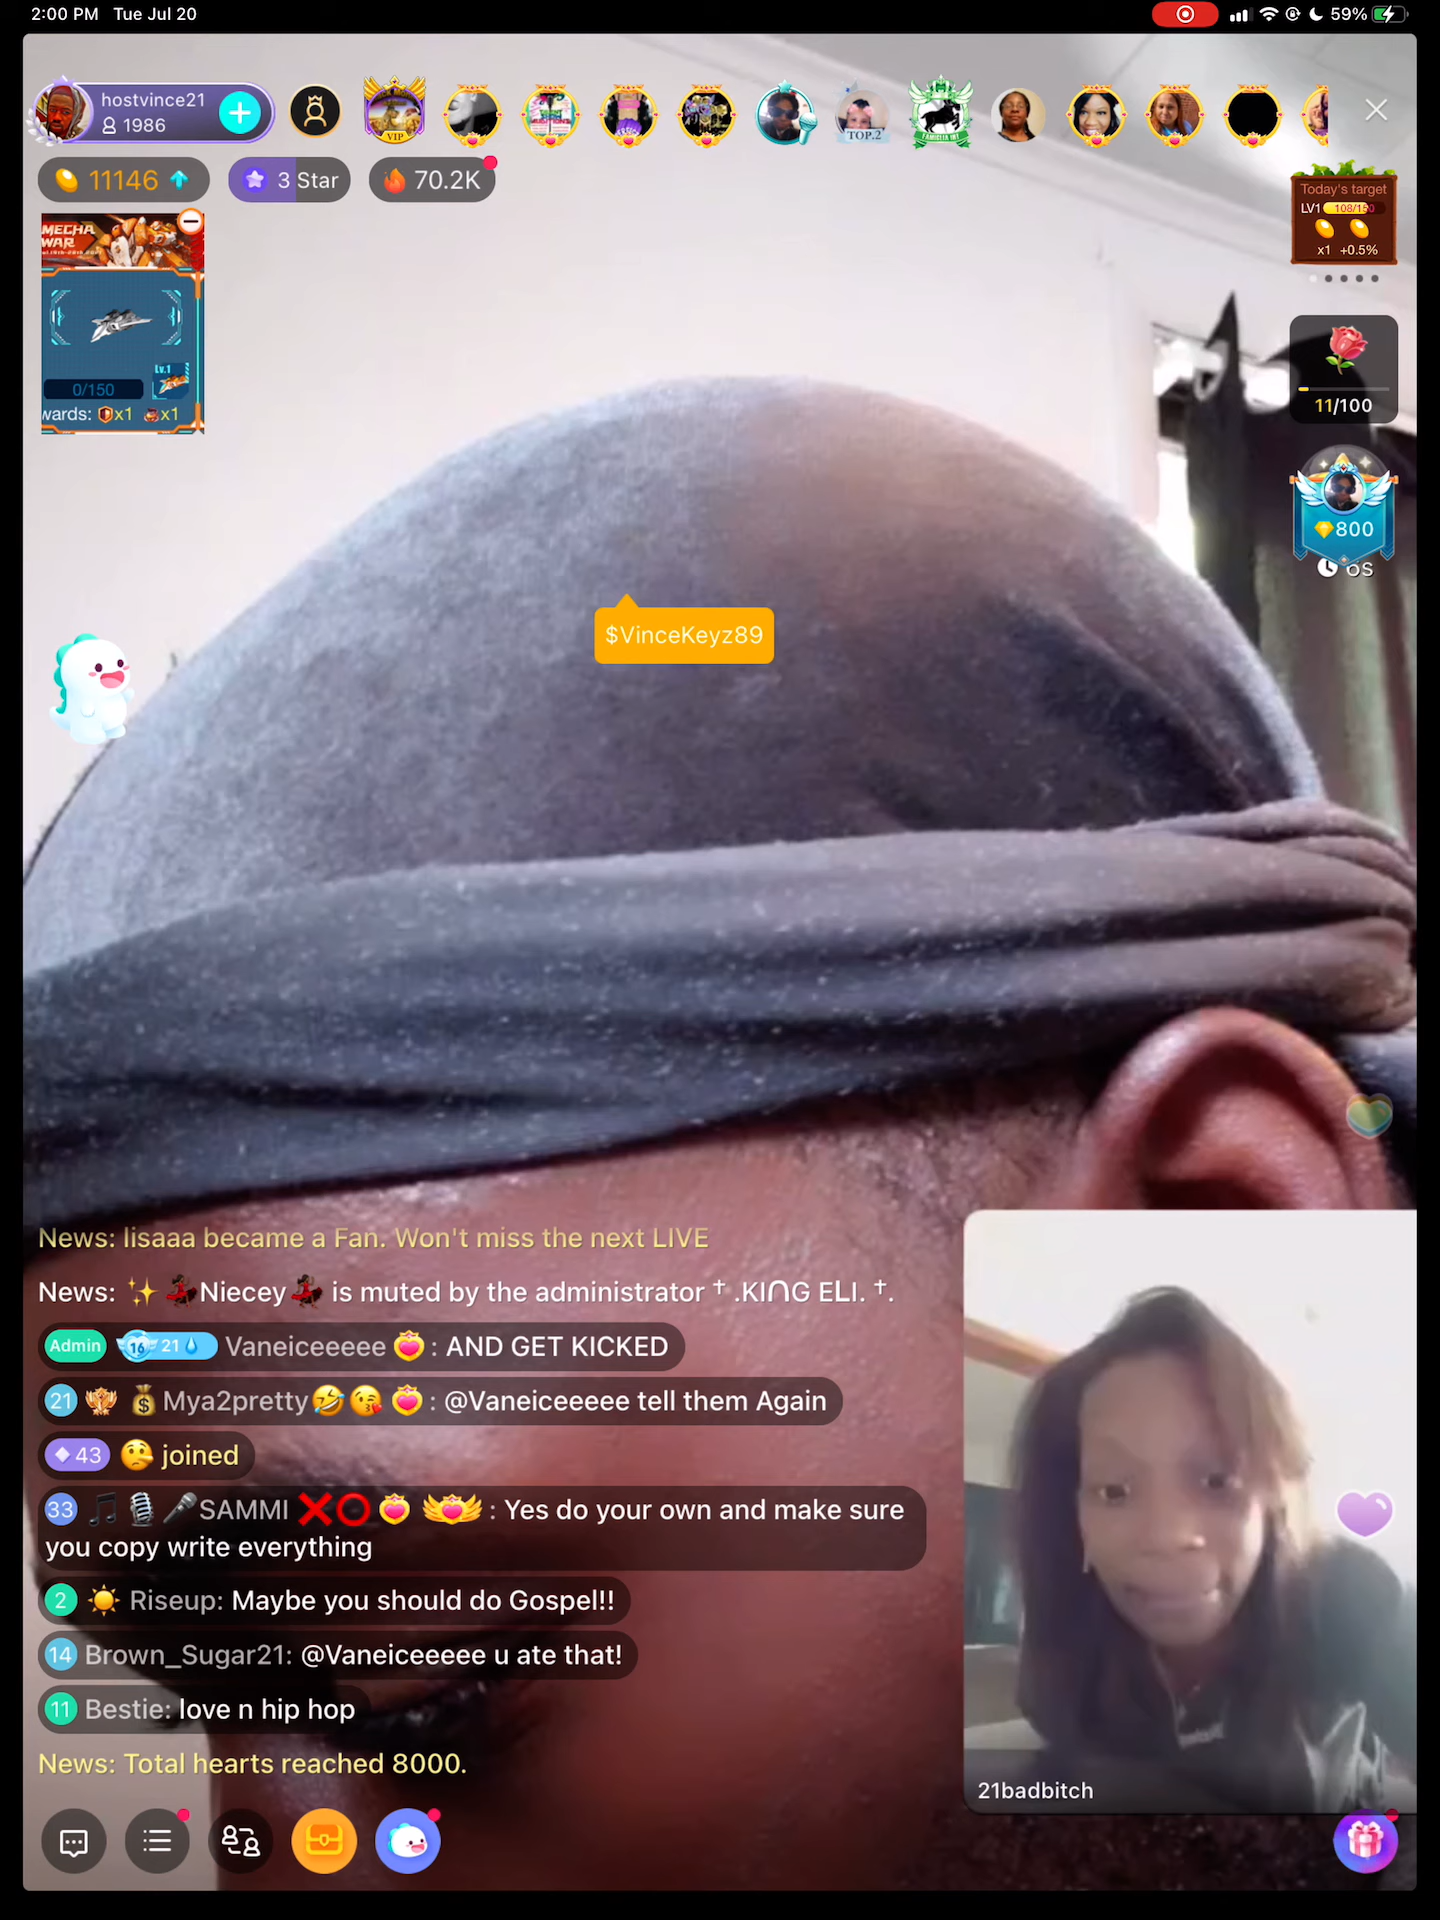 2:00 PM Tue Jul 20
59%
hostvince21
1986
VIP
TOP.2
FAMIGLIA
11146
3 Star
70.2K
Today's target
LV1 108/150
x1 +0.5%
MECHA
WAR
0/150
Lv.1
wards: x1 x1
11/100
800
$VinceKeyz89
News: lisaaa became a Fan. Won't miss the next LIVE
News: ✨💃Niecey💃 is muted by the administrator † .KIՈG ELI. †.
Admin 16 21 Vaneiceeeee : AND GET KICKED
21 💰Mya2pretty🤣😘 : @Vaneiceeeee tell them Again
43 🤥 joined
33 🎵🎙️🎤SAMMI ❌⭕ : Yes do your own and make sure
you copy write everything
2 ☀️ Riseup: Maybe you should do Gospel!!
14 Brown_Sugar21: @Vaneiceeeee u ate that!
11 Bestie: love n hip hop
News: Total hearts reached 8000.
21badbitch